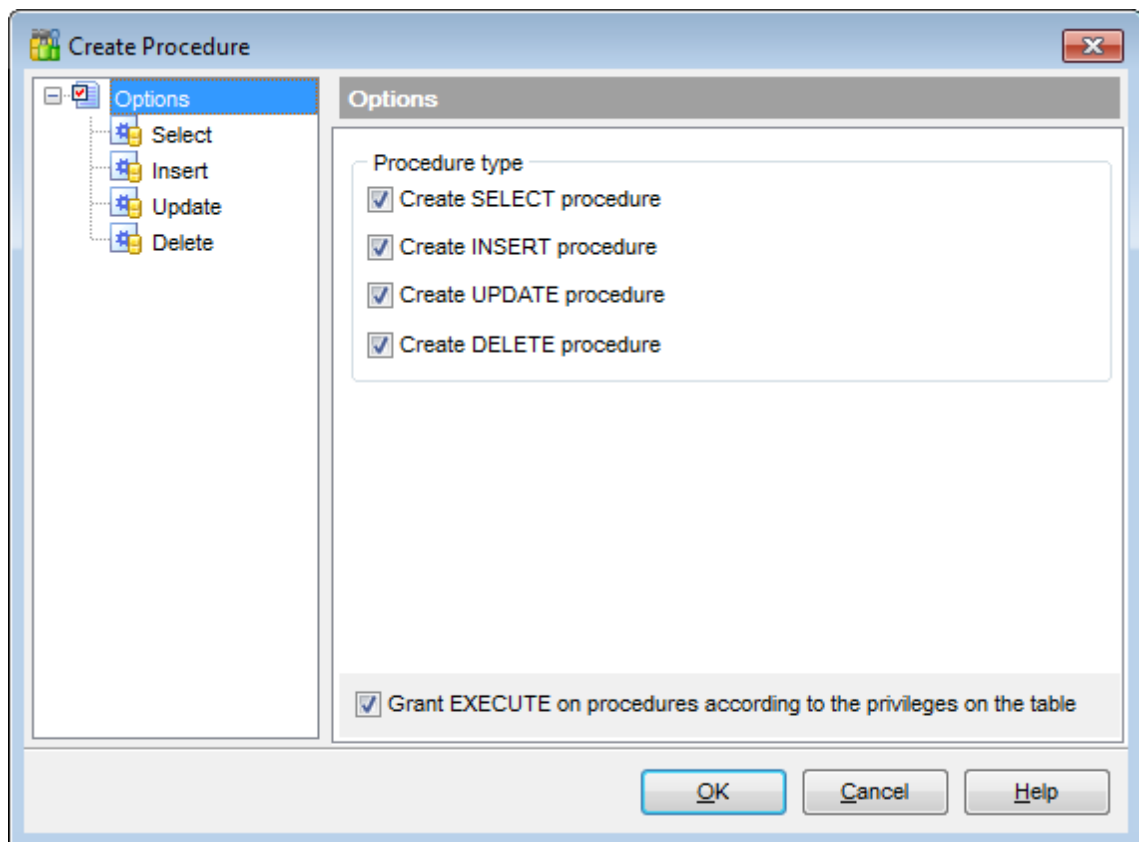 Create Procedure
Options
Select
Insert
Update
Delete
Options
Procedure type
Create SELECT procedure
Create INSERT procedure
Create UPDATE procedure
Create DELETE procedure
Grant EXECUTE on procedures according to the privileges on the table
OK
Cancel
Help